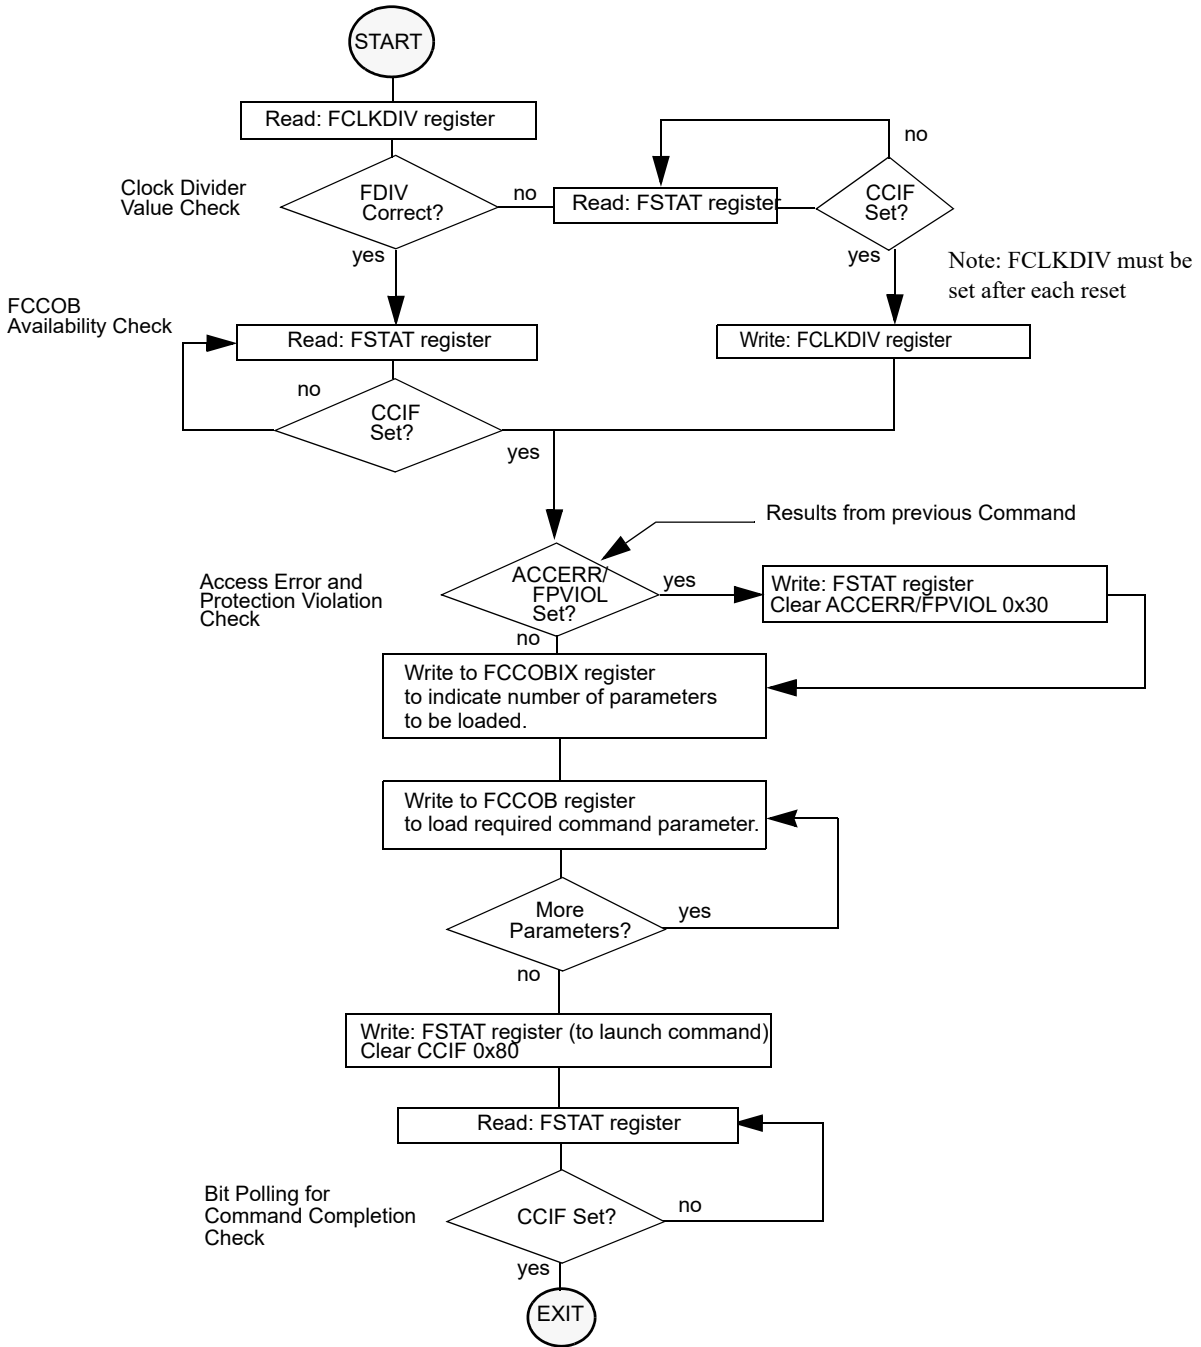 START
Read: FCLKDIV register
Clock Divider
Value Check
FDIV
Correct?
no
Read: FSTAT register
CCIF
Set?
no
yes
yes
Note: FCLKDIV must be
set after each reset
FCCOB
Availability Check
Read: FSTAT register
Write: FCLKDIV register
no
CCIF
Set?
yes
Results from previous Command
Access Error and
Protection Violation
Check
ACCERR/
FPVIOL
Set?
yes
Write: FSTAT register
Clear ACCERR/FPVIOL 0x30
no
Write to FCCOBIX register
to indicate number of parameters
to be loaded.
Write to FCCOB register
to load required command parameter.
More
Parameters?
yes
no
Write: FSTAT register (to launch command)
Clear CCIF 0x80
Read: FSTAT register
Bit Polling for
Command Completion
Check
CCIF Set?
no
yes
EXIT